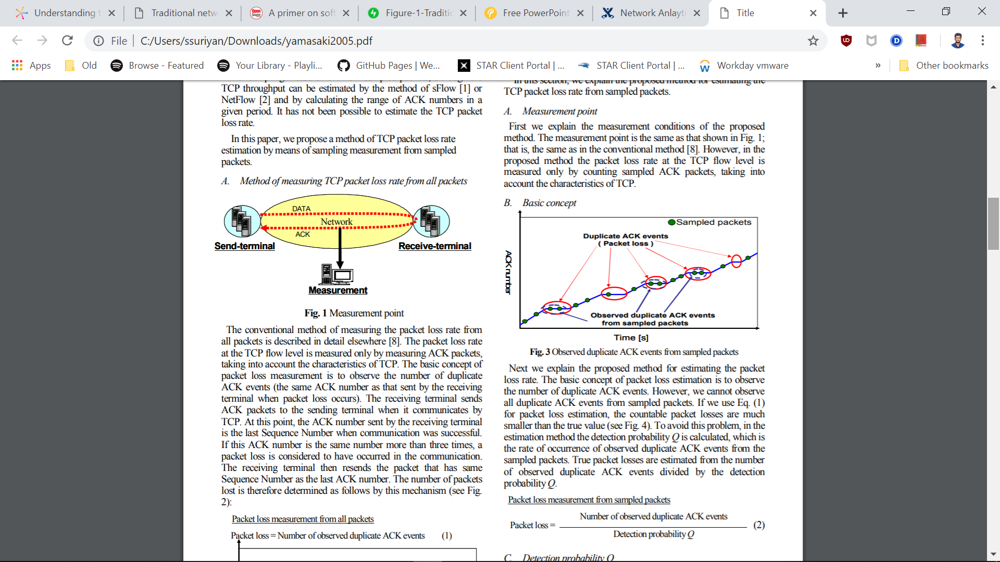 Understanding t
Traditional netw
A primer on soft
Figure-1-Traditic
Free PowerPoint
Network Anlayti
Title
File
C:/Users/ssuriyan/Downloads/yamasaki2005.pdf
Apps
Old
Browse - Featured
Your Library - Playli...
GitHub Pages | We...
STAR Client Portal | ...
STAR Client Portal | ...
Workday vmware
»
Other bookmarks
TCP throughput can be estimated by the method of sFlow [1] or
NetFlow [2] and by calculating the range of ACK numbers in a
given period. It has not been possible to estimate the TCP packet
loss rate.
In this paper, we propose a method of TCP packet loss rate
estimation by means of sampling measurement from sampled
packets.
A. Method of measuring TCP packet loss rate from all packets
DATA
Network
ACK
Send-terminal
Receive-terminal
Measurement
Fig. 1 Measurement point
The conventional method of measuring the packet loss rate from
all packets is described in detail elsewhere [8]. The packet loss rate
at the TCP flow level is measured only by measuring ACK packets,
taking into account the characteristics of TCP. The basic concept of
packet loss measurement is to observe the number of duplicate
ACK events (the same ACK number as that sent by the receiving
terminal when packet loss occurs). The receiving terminal sends
ACK packets to the sending terminal when it communicates by
TCP. At this point, the ACK number sent by the receiving terminal
is the last Sequence Number when communication was successful.
If this ACK number is the same number more than three times, a
packet loss is considered to have occurred in the communication.
The receiving terminal then resends the packet that has same
Sequence Number as the last ACK number. The number of packets
lost is therefore determined as follows by this mechanism (see Fig.
2):
Packet loss measurement from all packets
Packet loss = Number of observed duplicate ACK events (1)
In this section, we explain the proposed method for estimating the
TCP packet loss rate from sampled packets.
A. Measurement point
First we explain the measurement conditions of the proposed
method. The measurement point is the same as that shown in Fig. 1;
that is, the same as in the conventional method [8]. However, in the
proposed method the packet loss rate at the TCP flow level is
measured only by counting sampled ACK packets, taking into
account the characteristics of TCP.
B. Basic concept
Sampled packets
Duplicate ACK events
( Packet loss )
ACK number
Observed duplicate ACK events
from sampled packets
Time [s]
Fig. 3 Observed duplicate ACK events from sampled packets
Next we explain the proposed method for estimating the packet
loss rate. The basic concept of packet loss estimation is to observe
the number of duplicate ACK events. However, we cannot observe
all duplicate ACK events from sampled packets. If we use Eq. (1)
for packet loss estimation, the countable packet losses are much
smaller than the true value (see Fig. 4). To avoid this problem, in the
estimation method the detection probability Q is calculated, which is
the rate of occurrence of observed duplicate ACK events from the
sampled packets. True packet losses are estimated from the number
of observed duplicate ACK events divided by the detection
probability Q.
Packet loss measurement from sampled packets
Number of observed duplicate ACK events
Packet loss = (2)
Detection probability Q
C. Detection probability Q